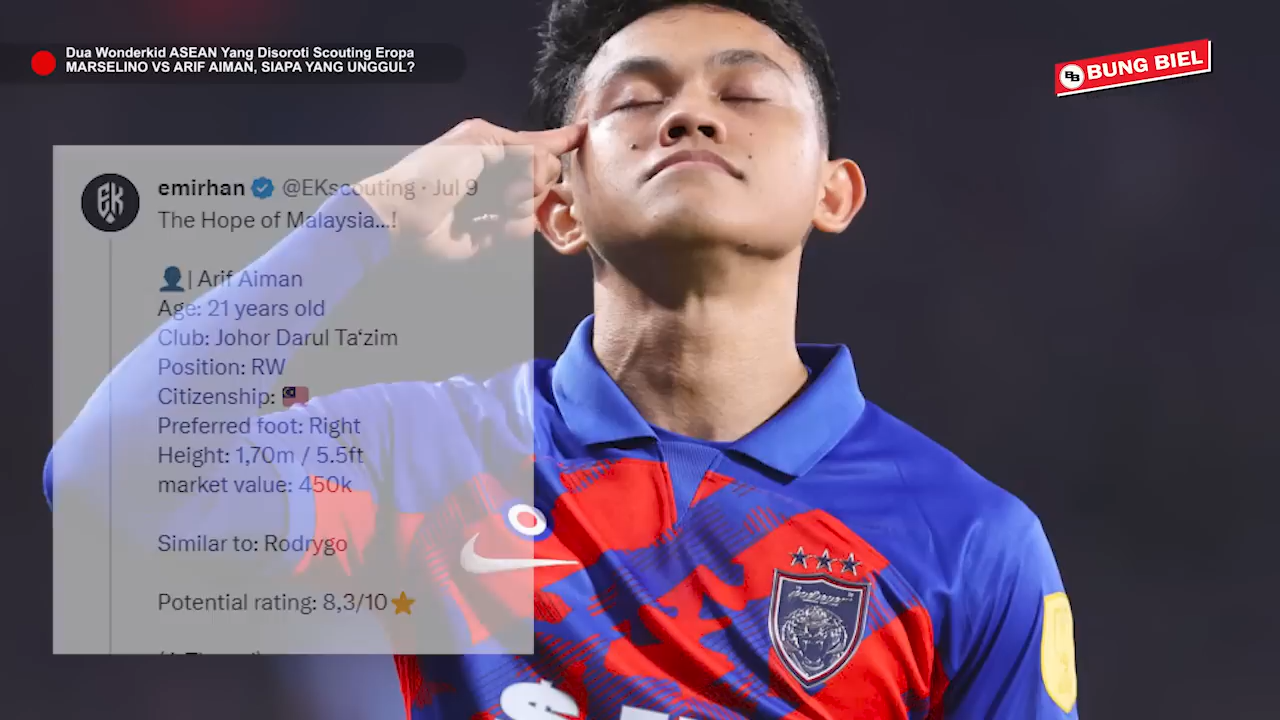 Dua Wonderkid ASEAN Yang Disoroti Scouting Eropa
MARSELINO VS ARIF AIMAN, SIAPA YANG UNGGUL?
BB BUNG BIEL
EK
emirhan @EKscouting · Jul 9
The Hope of Malaysia...!
👤| Arif Aiman
Age: 21 years old
Club: Johor Darul Ta‘zim
Position: RW
Citizenship: 🇲🇾
Preferred foot: Right
Height: 1,70m / 5.5ft
market value: 450k
Similar to: Rodrygo
Potential rating: 8,3/10⭐